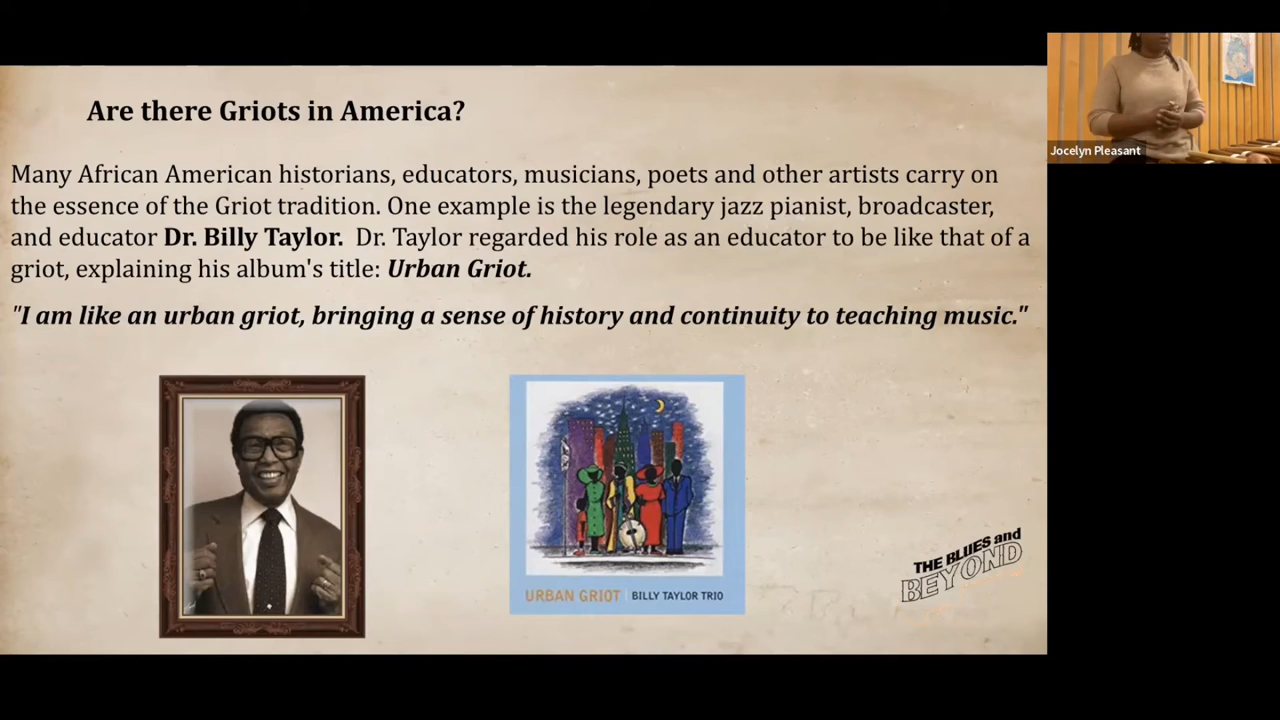 Are there Griots in America?
Many African American historians, educators, musicians, poets and other artists carry on
the essence of the Griot tradition. One example is the legendary jazz pianist, broadcaster,
and educator Dr. Billy Taylor. Dr. Taylor regarded his role as an educator to be like that of a
griot, explaining his album's title: Urban Griot.
"I am like an urban griot, bringing a sense of history and continuity to teaching music."
URBAN GRIOT | BILLY TAYLOR TRIO
THE BLUES and
BEYOND
Jocelyn Pleasant